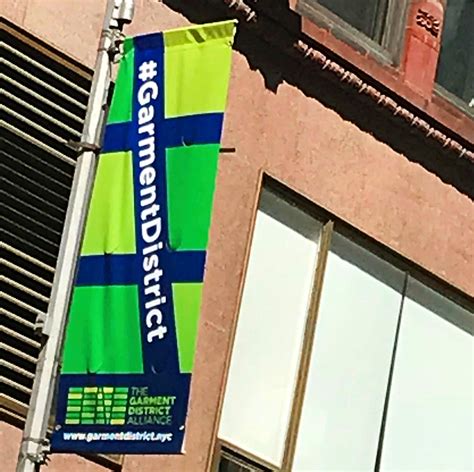 #GarmentDistrict
THE
GARMENT
DISTRICT
ALLIANCE
www.garmentdistrict.nyc